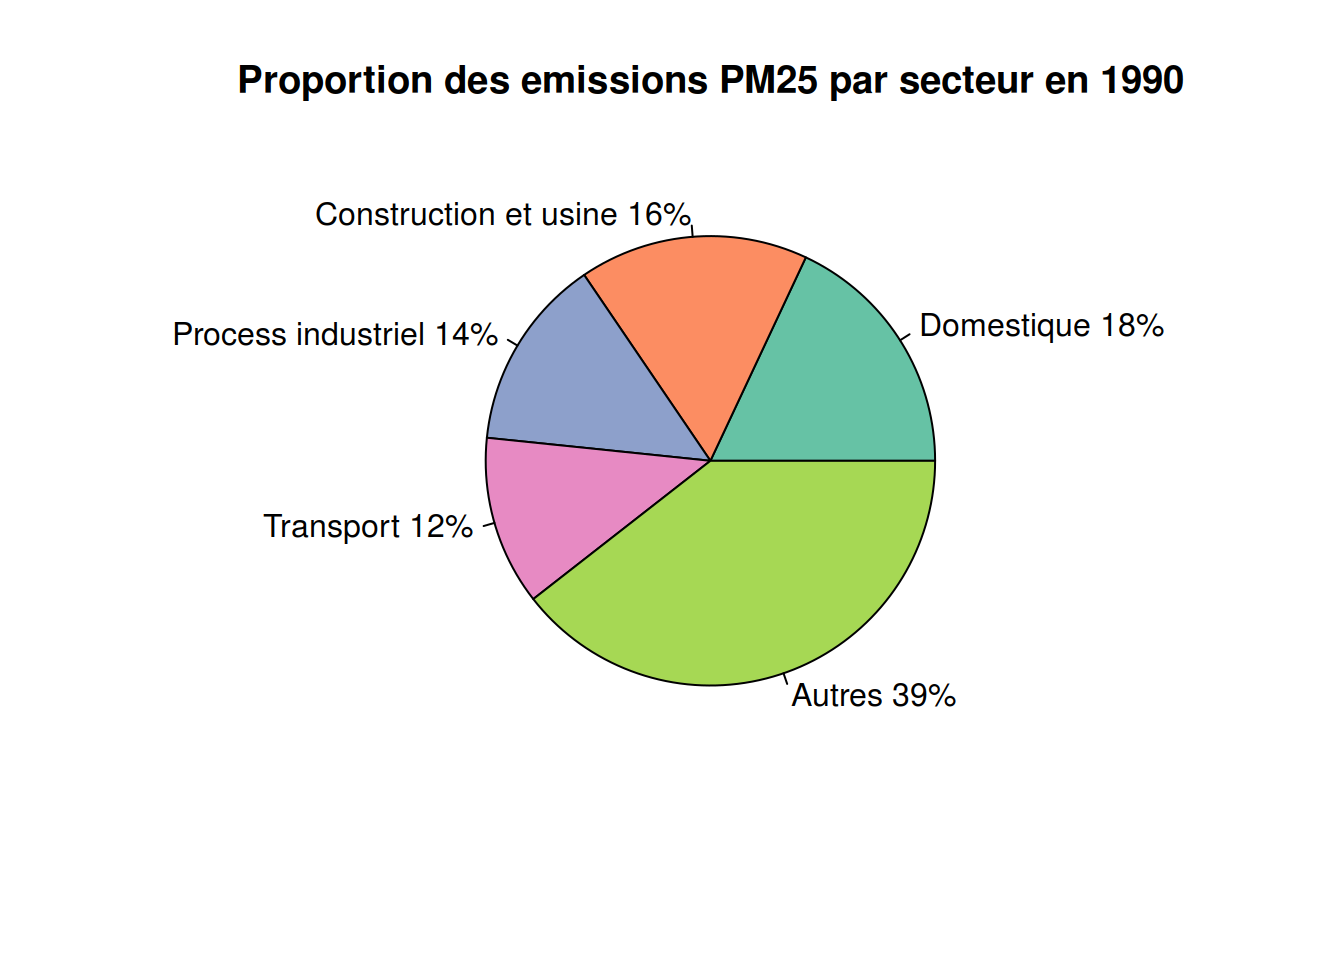 Proportion des emissions PM25 par secteur en 1990
Construction et usine 16%
Domestique 18%
Process industriel 14%
Transport 12%
Autres 39%